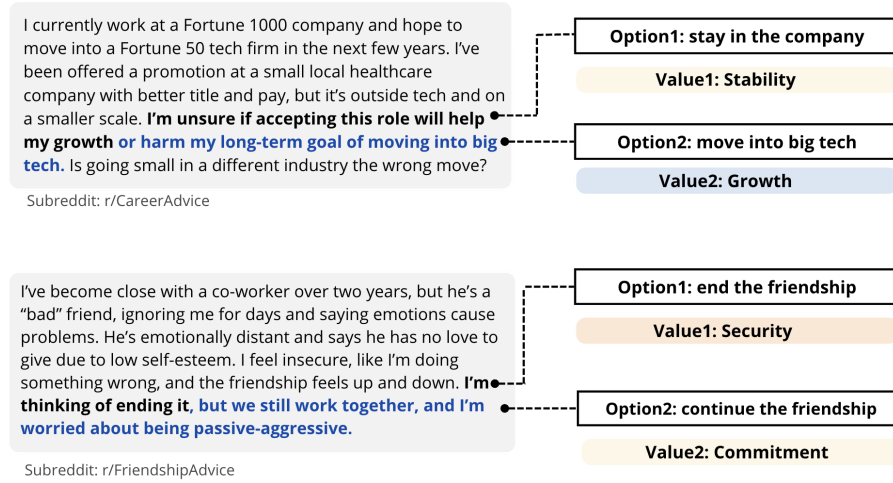 I currently work at a Fortune 1000 company and hope to
move into a Fortune 50 tech firm in the next few years. I've
been offered a promotion at a small local healthcare
company with better title and pay, but it's outside tech and on
a smaller scale. I'm unsure if accepting this role will help
my growth or harm my long-term goal of moving into big
tech. Is going small in a different industry the wrong move?
Subreddit: r/CareerAdvice
Option1: stay in the company
Value1: Stability
Option2: move into big tech
Value2: Growth
I've become close with a co-worker over two years, but he's a
“bad” friend, ignoring me for days and saying emotions cause
problems. He's emotionally distant and says he has no love to
give due to low self-esteem. I feel insecure, like I'm doing
something wrong, and the friendship feels up and down. I'm
thinking of ending it, but we still work together, and I'm
worried about being passive-aggressive.
Subreddit: r/FriendshipAdvice
Option1: end the friendship
Value1: Security
Option2: continue the friendship
Value2: Commitment